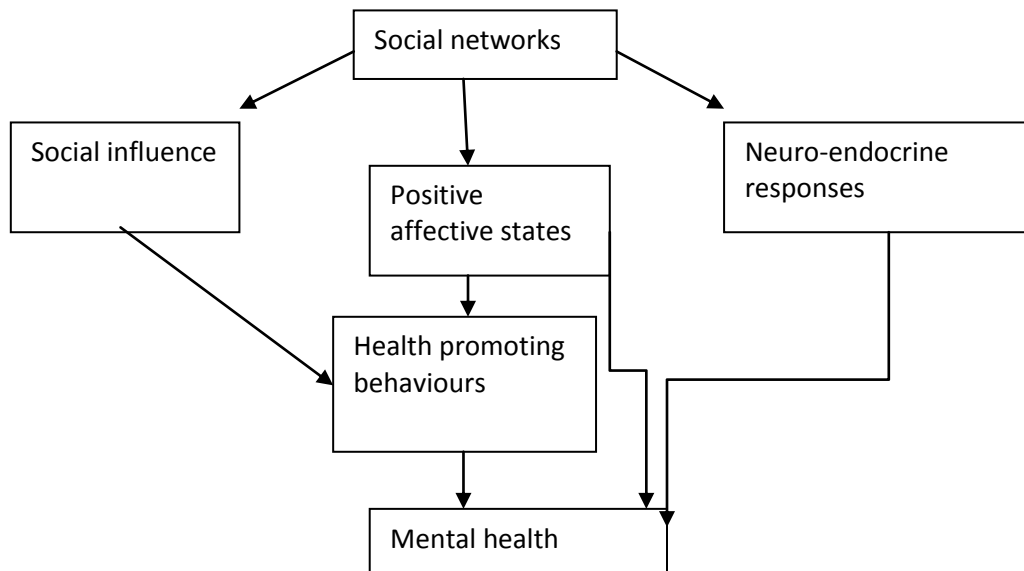 Social networks
Social influence
Neuro-endocrine
responses
Positive
affective states
Health promoting
behaviours
Mental health